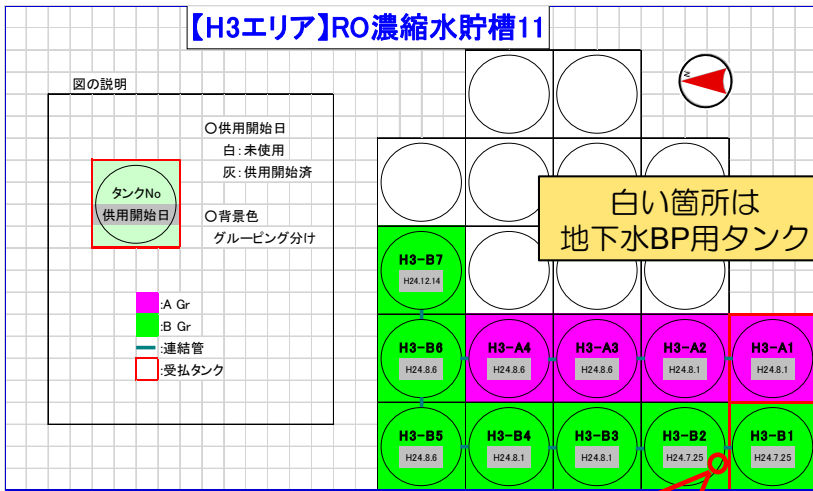 【H3エリア】RO濃縮水貯槽11
N
図の説明
〇供用開始日
白：未使用
灰：供用開始済
タンクNo
供用開始日
〇背景色
グルーピング分け
:A Gr
:B Gr
:連結管
:受払タンク
白い箇所は
地下水BP用タンク
H3-B7
H24.12.14
H3-B6
H24.8.6
H3-A4
H24.8.6
H3-A3
H24.8.6
H3-A2
H24.8.1
H3-A1
H24.8.1
H3-B5
H24.8.6
H3-B4
H24.8.1
H3-B3
H24.8.1
H3-B2
H24.7.25
H3-B1
H24.7.25